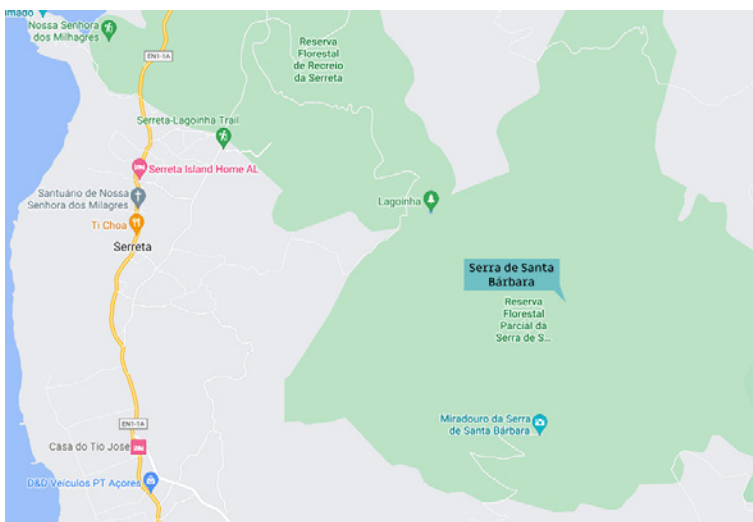 imado
Nossa Senhora
dos Milhagres
EN1-1A
Reserva
Florestal
de Recreio
da Serreta
Serreta-Lagoinha Trail
Serreta Island Home AL
Santuário de Nossa
Senhora dos Milagres
Lagoinha
Ti Choa
Serreta
Serra de Santa
Bárbara
Reserva
Florestal
Parcial da
Serra de S...
Miradouro da Serra
de Santa Bárbara
EN1-1A
Casa do Tio Jose
D&D Veículos PT Açores